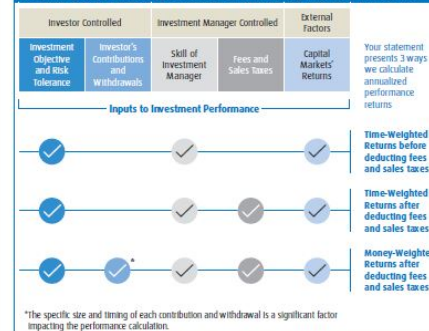 Investor Controlled
Investment Manager Controlled
External
Factors
Investment
Objective
and Risk
Tolerance
Investor's
Contributions
and
Withdrawals
Skill of
Investment
Manager
Fees and
Sales Taxes
Capital
Markets'
Returns
Your statement
presents 3 ways
we calculate
annualized
performance
returns
Inputs to Investment Performance
Time-Weighted
Returns before
deducting fees
and sales taxes
Time-Weighted
Returns after
deducting fees
and sales taxes
*
Money-Weighte
Returns after
deducting fees
and sales taxes
*The specific size and timing of each contribution and withdrawal is a significant factor
impacting the performance calculation.